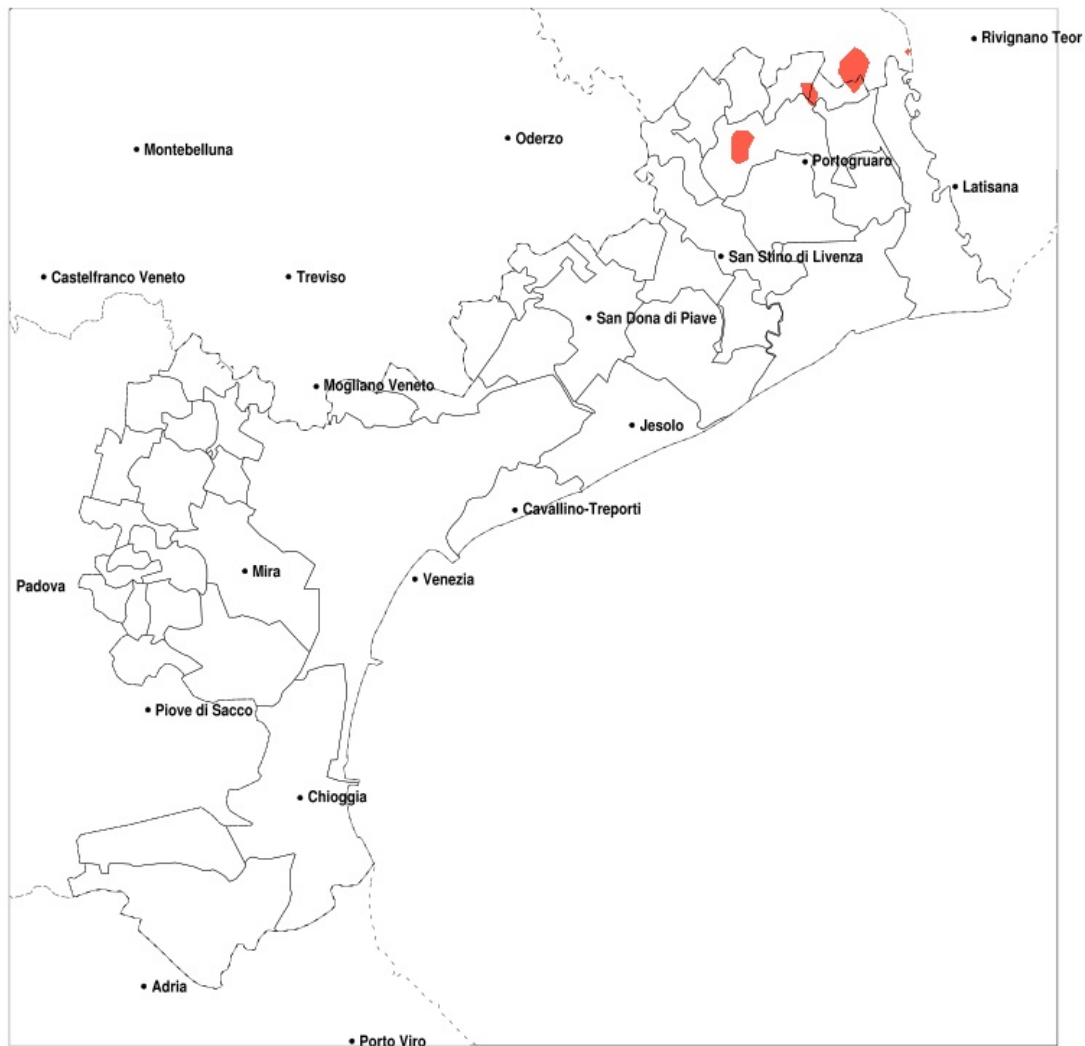 Rivignano Teor
Oderzo
Montebelluna
Portogruaro
Latisana
San Stino di Livenza
Castelfranco Veneto
Treviso
San Dona di Piave
Mogliano Veneto
Jesolo
Cavallino-Treporti
Mira
Venezia
Padova
Piove di Sacco
Chioggia
Adria
Porto Viro